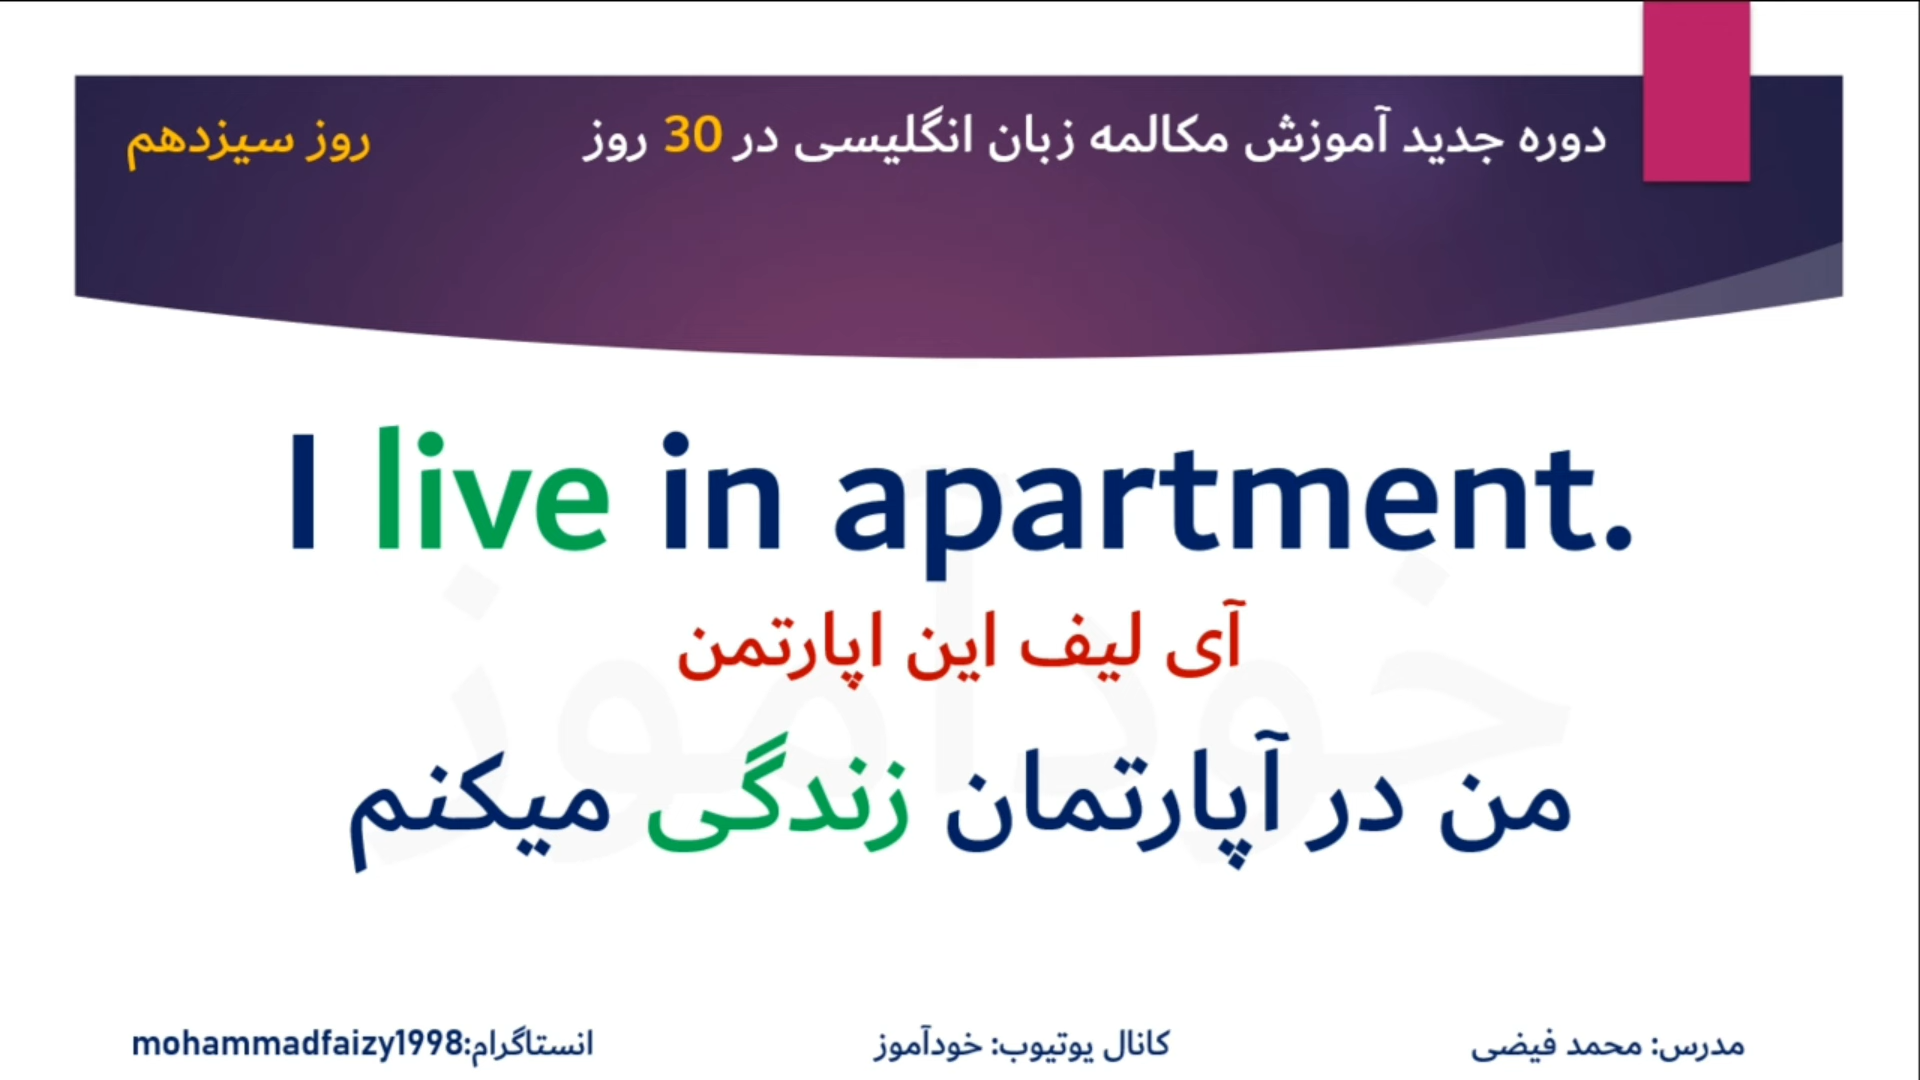 دوره جدید آموزش مکالمه زبان انگلیسی در 30 روز
روز سیزدهم
I live in apartment.
آی لیف این اپارتمن
من در آپارتمان زندگی میکنم
خودآموز
مدرس: محمد فیضی
کانال یوتیوب: خودآموز
انستاگرام:mohammadfaizy1998